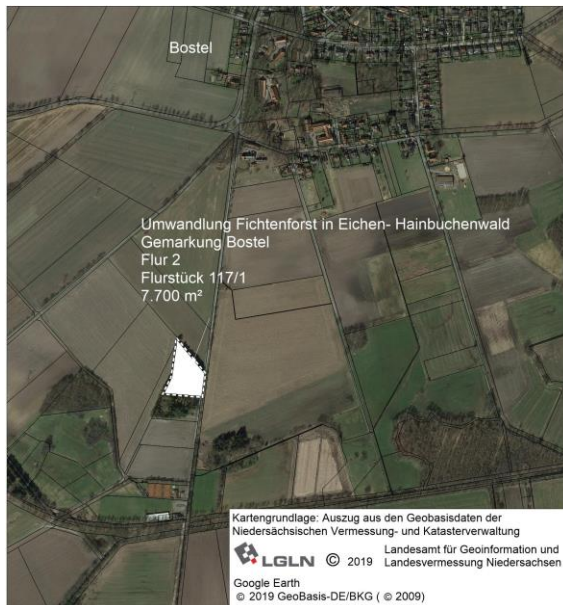 Bostel
Umwandlung Fichtenforst in Eichen- Hainbuchenwald
Gemarkung Bostel
Flur 2
Flurstück 117/1
7.700 m²
Kartengrundlage: Auszug aus den Geobasisdaten der
Niedersächsischen Vermessung- und Katasterverwaltung
LGLN © 2019 Landesamt für Geoinformation und
Landesvermessung Niedersachsen
Google Earth
© 2019 GeoBasis-DE/BKG ( © 2009)